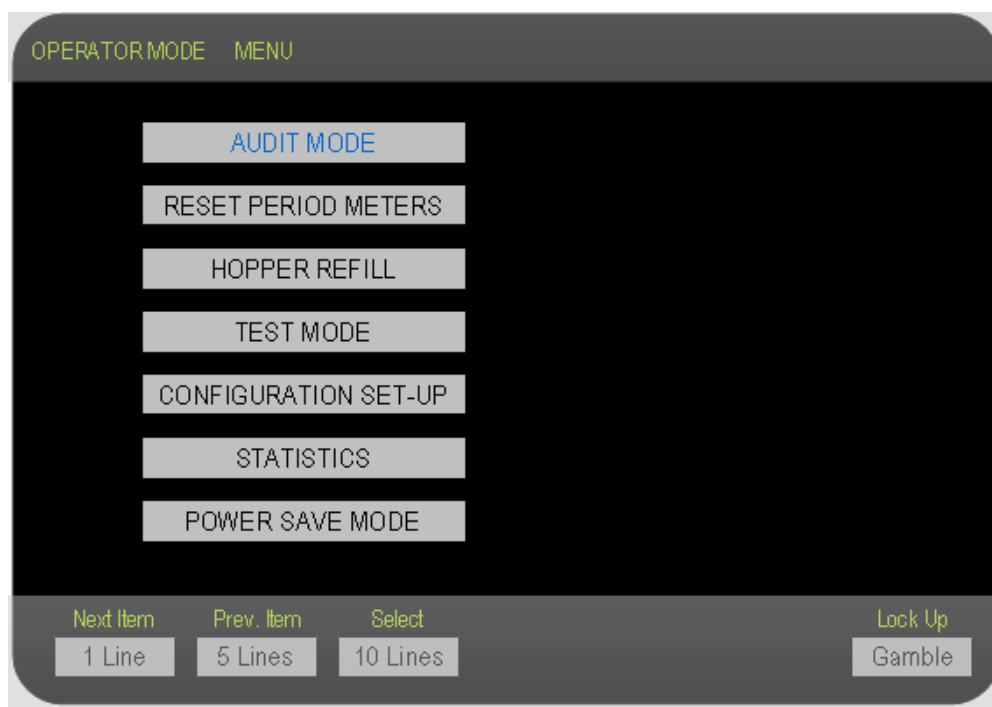 OPERATOR MODE MENU
AUDIT MODE
RESET PERIOD METERS
HOPPER REFILL
TEST MODE
CONFIGURATION SET-UP
STATISTICS
POWER SAVE MODE
Next Item Prev. Item Select Lock Up
1 Line 5 Lines 10 Lines Gamble